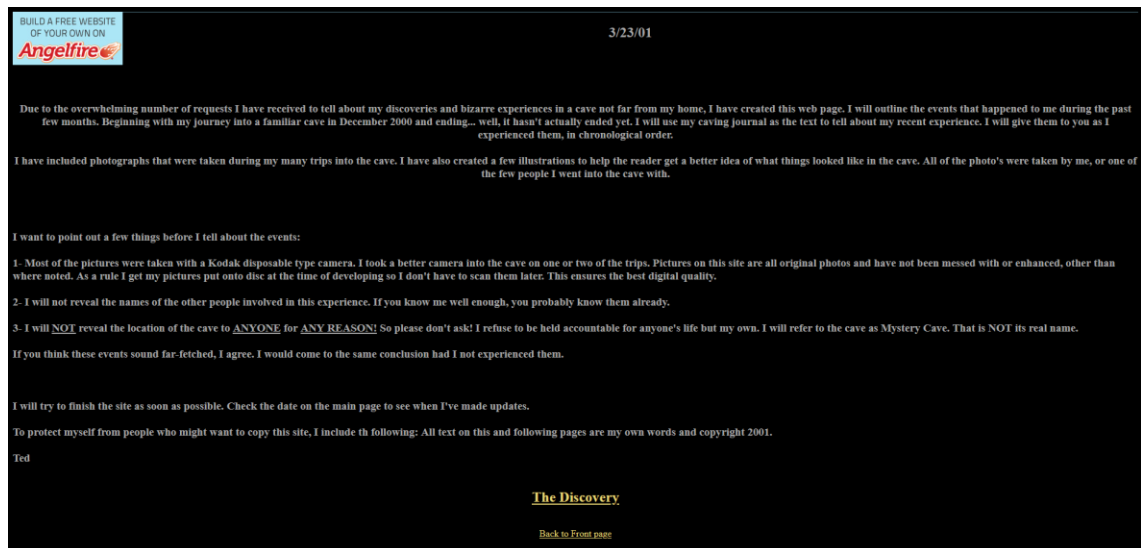 BUILD A FREE WEBSITE
OF YOUR OWN ON
Angelfire
3/23/01
Due to the overwhelming number of requests I have received to tell about my discoveries and bizarre experiences in a cave not far from my home, I have created this web page. I will outline the events that happened to me during the past
few months. Beginning with my journey into a familiar cave in December 2000 and ending... well, it hasn't actually ended yet. I will use my caving journal as the text to tell about my recent experience. I will give them to you as I
experienced them, in chronological order.
I have included photographs that were taken during my many trips into the cave. I have also created a few illustrations to help the reader get a better idea of what things looked like in the cave. All of the photo's were taken by me, or one of
the few people I went into the cave with.
I want to point out a few things before I tell about the events:
1- Most of the pictures were taken with a Kodak disposable type camera. I took a better camera into the cave on one or two of the trips. Pictures on this site are all original photos and have not been messed with or enhanced, other than
where noted. As a rule I get my pictures put onto disc at the time of developing so I don't have to scan them later. This ensures the best digital quality.
2- I will not reveal the names of the other people involved in this experience. If you know me well enough, you probably know them already.
3- I will NOT reveal the location of the cave to ANYONE for ANY REASON! So please don't ask! I refuse to be held accountable for anyone's life but my own. I will refer to the cave as Mystery Cave. That is NOT its real name.
If you think these events sound far-fetched, I agree. I would come to the same conclusion had I not experienced them.
I will try to finish the site as soon as possible. Check the date on the main page to see when I've made updates.
To protect myself from people who might want to copy this site, I include th following: All text on this and following pages are my own words and copyright 2001.
Ted
The Discovery
Back to Front page